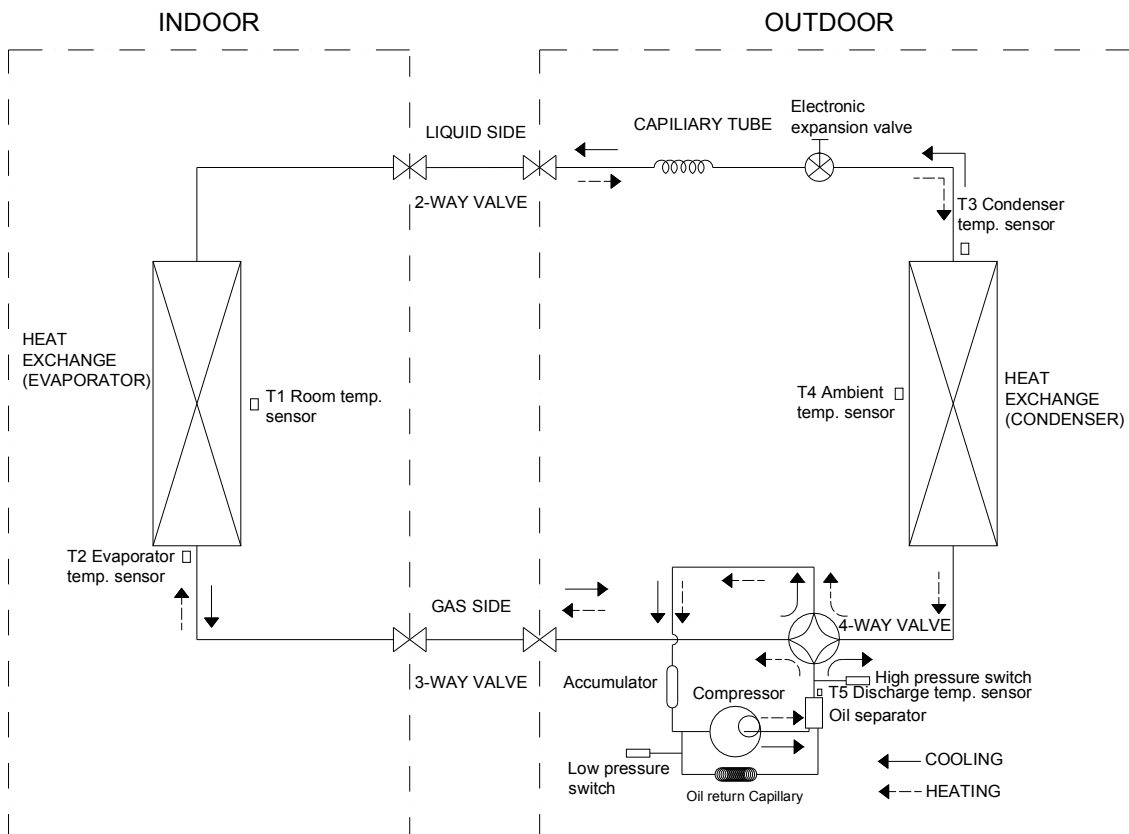 INDOOR
OUTDOOR
LIQUID SIDE
2-WAY VALVE
CAPILIARY TUBE
Electronic
expansion valve
T3 Condenser
temp. sensor
HEAT
EXCHANGE
(EVAPORATOR)
T1 Room temp.
sensor
T4 Ambient
temp. sensor
HEAT
EXCHANGE
(CONDENSER)
T2 Evaporator
temp. sensor
GAS SIDE
3-WAY VALVE
4-WAY VALVE
Accumulator
Compressor
High pressure switch
T5 Discharge temp. sensor
Oil separator
Low pressure
switch
Oil return Capillary
COOLING
HEATING